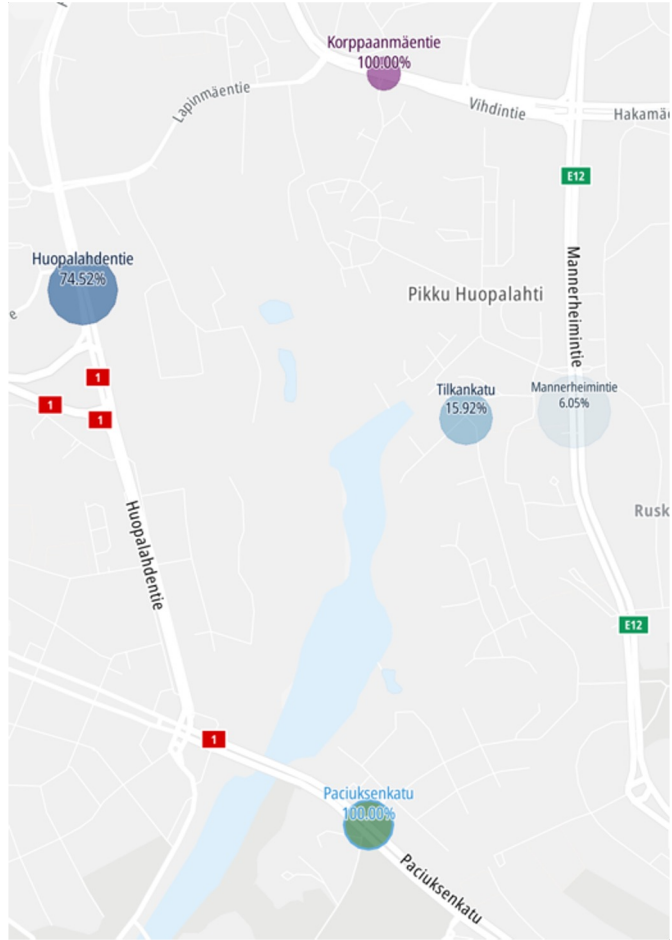 Korppaanmäentie
100.00%
Lapinmäentie
Vihdintie
Hakamäe
E12
Huopalahdentie
74.52%
Mannerheimintie
Pikku Huopalahti
e
1
1
1
Tilkankatu
15.92%
Mannerheimintie
6.05%
Huopalahdentie
Rusk
E12
1
Paciuksenkatu
100.00%
Paciuksenkatu